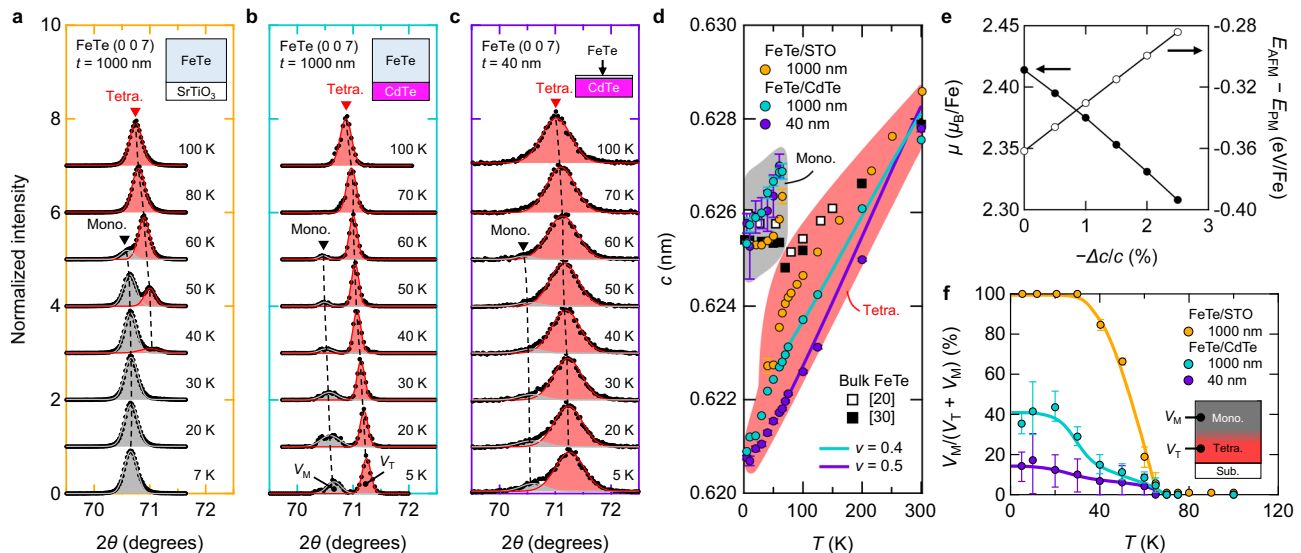 a
FeTe (0 0 7)
t = 1000 nm
FeTe
SrTiO3
Tetra.
Mono.
100 K
80 K
60 K
50 K
40 K
30 K
20 K
7 K
Normalized intensity
10
8
6
4
2
0
70
71
72
2θ (degrees)
b
FeTe (0 0 7)
t = 1000 nm
FeTe
CdTe
Tetra.
Mono.
100 K
70 K
60 K
50 K
40 K
30 K
20 K
5 K
VM
VT
70
71
72
2θ (degrees)
c
FeTe (0 0 7)
t = 40 nm
FeTe
CdTe
Tetra.
Mono.
100 K
70 K
60 K
50 K
40 K
30 K
20 K
5 K
70
71
72
2θ (degrees)
d
0.630
0.628
0.626
0.624
0.622
0.620
c (nm)
FeTe/STO
1000 nm
FeTe/CdTe
1000 nm
40 nm
Mono.
Tetra.
Bulk FeTe
[20]
[30]
ν = 0.4
ν = 0.5
0
100
200
300
T (K)
e
2.45
2.40
2.35
2.30
μ (μB/Fe)
-0.28
-0.32
-0.36
-0.40
EAFM − EPM (eV/Fe)
0
1
2
3
−Δc/c (%)
f
100
80
60
40
20
0
VM/(VT + VM) (%)
FeTe/STO
1000 nm
FeTe/CdTe
1000 nm
40 nm
VM
Mono.
VT
Tetra.
Sub.
0
40
80
120
T (K)